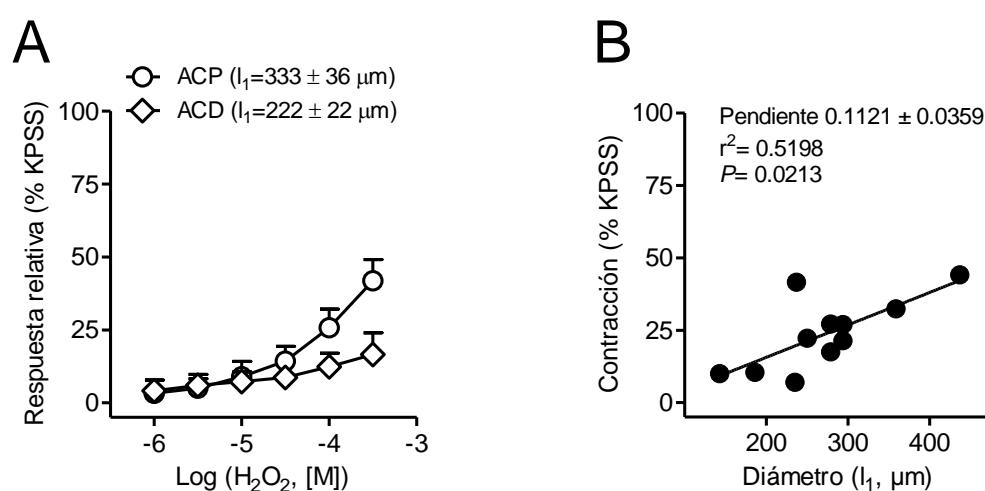 A
ACP (l₁=333 ± 36 μm)
ACD (l₁=222 ± 22 μm)
Respuesta relativa (% KPSS)
100
75
50
25
0
-6
-5
-4
-3
Log (H₂O₂, [M])
B
Pendiente 0.1121 ± 0.0359
r²= 0.5198
P= 0.0213
Contracción (% KPSS)
100
75
50
25
0
200
300
400
Diámetro (l₁, μm)